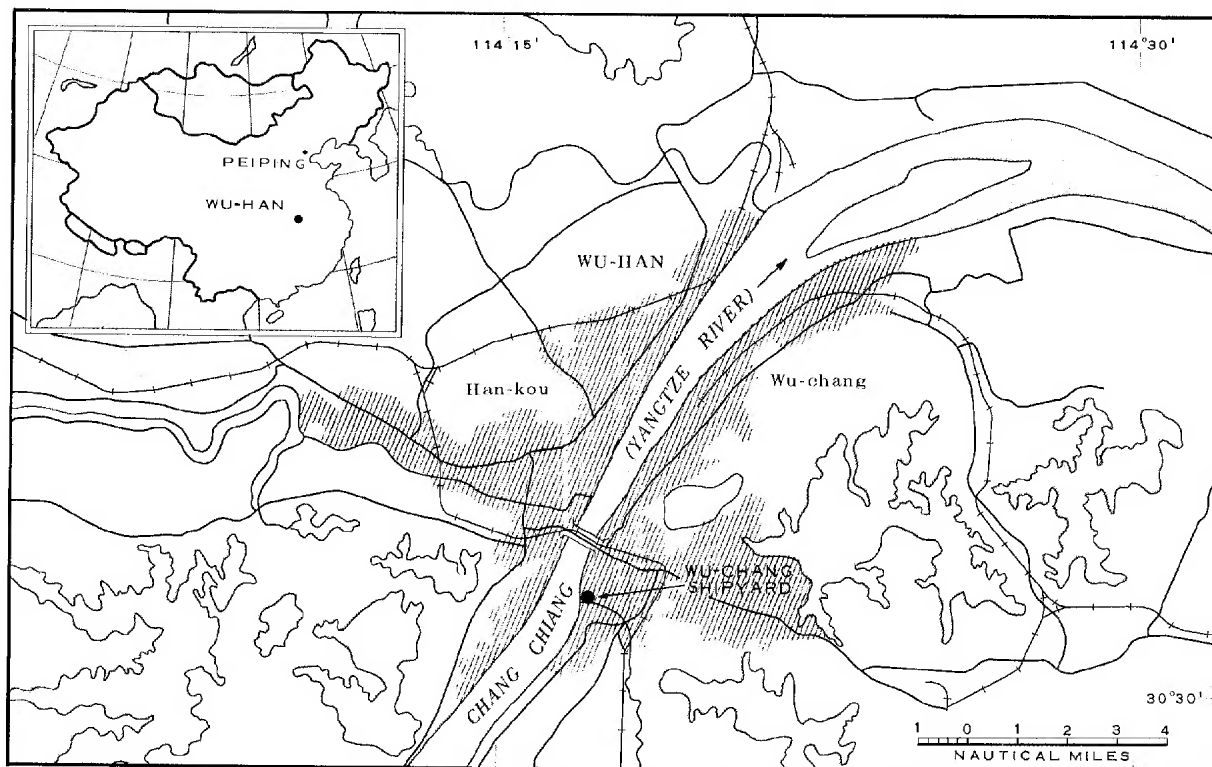 114°15'
114°30'
PEIPING
WU-HAN
WU-HAN
(YANGTZE RIVER)
Han-kou
Wu-chang
WU-CHANG
SHIPYARD
CHANG CHIANG
30°30'
1 0 1 2 3 4
NAUTICAL MILES